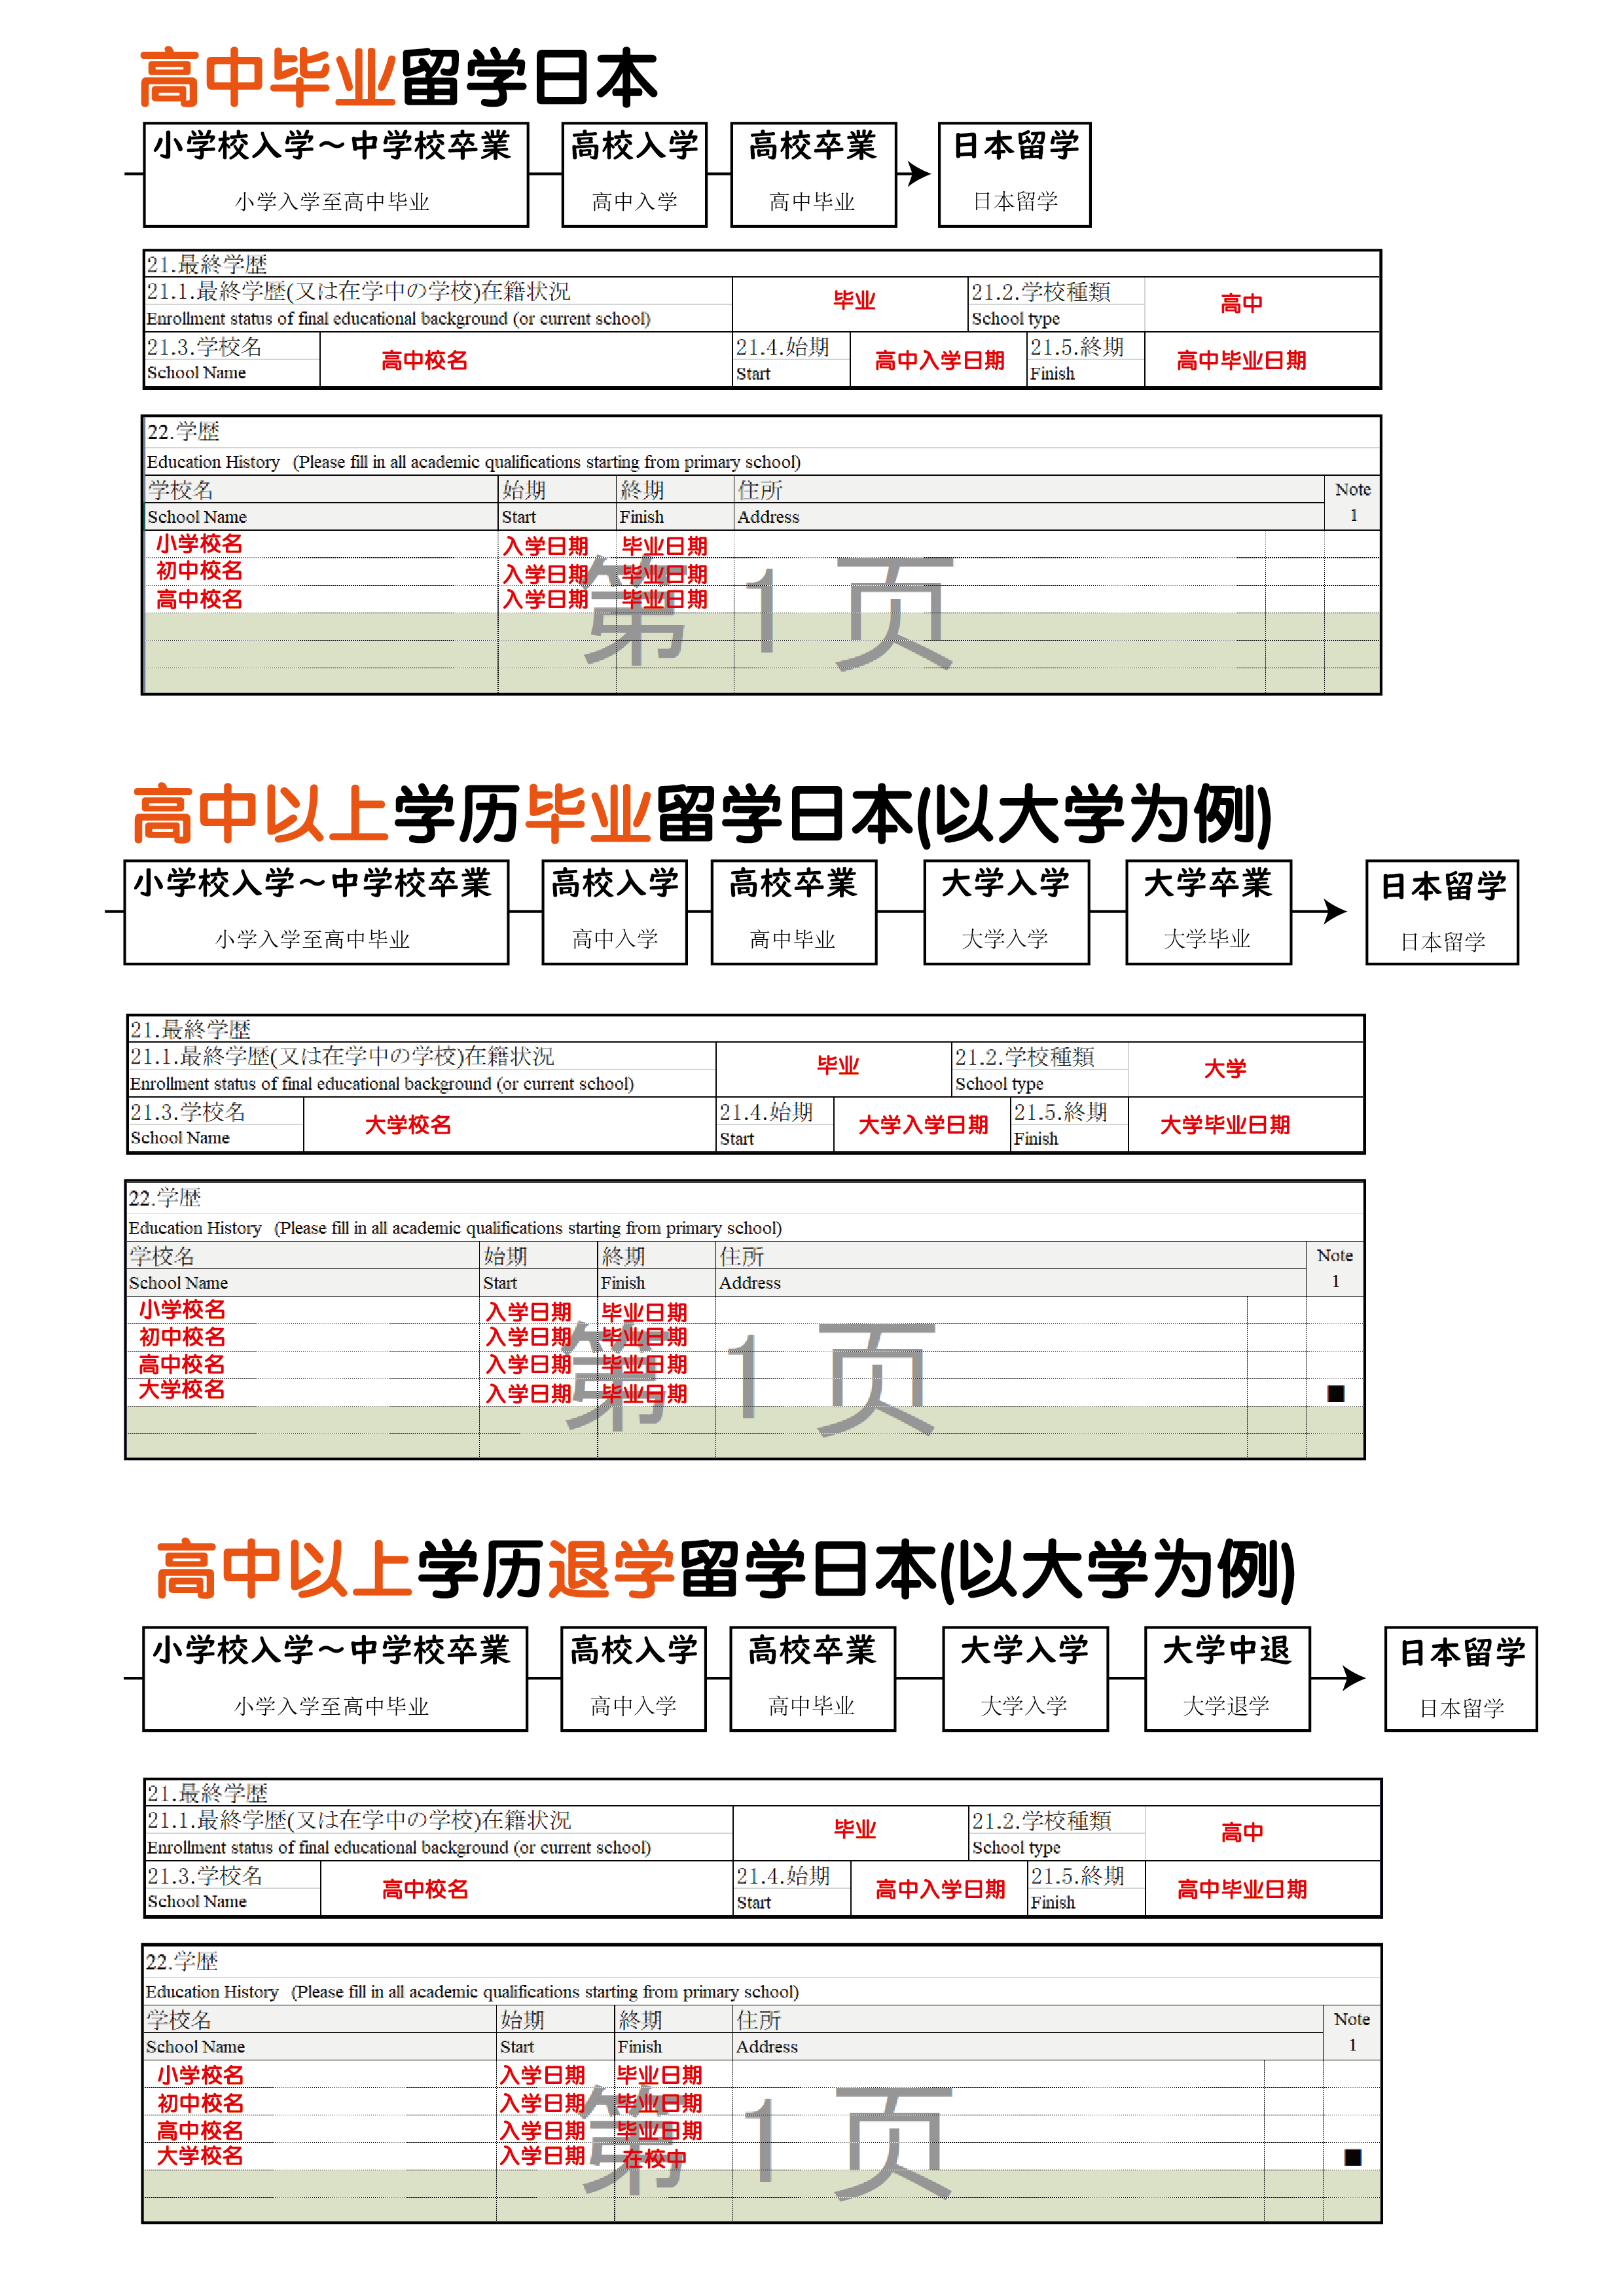 高中毕业留学日本
小学校入学～中学校卒業 高校入学 高校卒業 日本留学
小学入学至高中毕业 高中入学 高中毕业 日本留学
21.最終学歴
21.1.最終学歴(又は在学中の学校)在籍状況 毕业 21.2.学校種類 高中
Enrollment status of final educational background (or current school) School type
21.3.学校名 高中校名 21.4.始期 高中入学日期 21.5.終期 高中毕业日期
School Name Start Finish
22.学歴
Education History (Please fill in all academic qualifications starting from primary school)
学校名 始期 終期 住所 Note
School Name Start Finish Address 1
小学校名 入学日期 毕业日期
初中校名 入学日期 毕业日期
高中校名 入学日期 毕业日期
第 1 页
高中以上学历毕业留学日本(以大学为例)
小学校入学～中学校卒業 高校入学 高校卒業 大学入学 大学卒業 日本留学
小学入学至高中毕业 高中入学 高中毕业 大学入学 大学毕业 日本留学
21.最終学歴
21.1.最終学歴(又は在学中の学校)在籍状況 毕业 21.2.学校種類 大学
Enrollment status of final educational background (or current school) School type
21.3.学校名 大学校名 21.4.始期 大学入学日期 21.5.終期 大学毕业日期
School Name Start Finish
22.学歴
Education History (Please fill in all academic qualifications starting from primary school)
学校名 始期 終期 住所 Note
School Name Start Finish Address 1
小学校名 入学日期 毕业日期
初中校名 入学日期 毕业日期
高中校名 入学日期 毕业日期
大学校名 入学日期 毕业日期 ■
第 1 页
高中以上学历退学留学日本(以大学为例)
小学校入学～中学校卒業 高校入学 高校卒業 大学入学 大学中退 日本留学
小学入学至高中毕业 高中入学 高中毕业 大学入学 大学退学 日本留学
21.最終学歴
21.1.最終学歴(又は在学中の学校)在籍状況 毕业 21.2.学校種類 高中
Enrollment status of final educational background (or current school) School type
21.3.学校名 高中校名 21.4.始期 高中入学日期 21.5.終期 高中毕业日期
School Name Start Finish
22.学歴
Education History (Please fill in all academic qualifications starting from primary school)
学校名 始期 終期 住所 Note
School Name Start Finish Address 1
小学校名 入学日期 毕业日期
初中校名 入学日期 毕业日期
高中校名 入学日期 毕业日期
大学校名 入学日期 在校中 ■
第 1 页